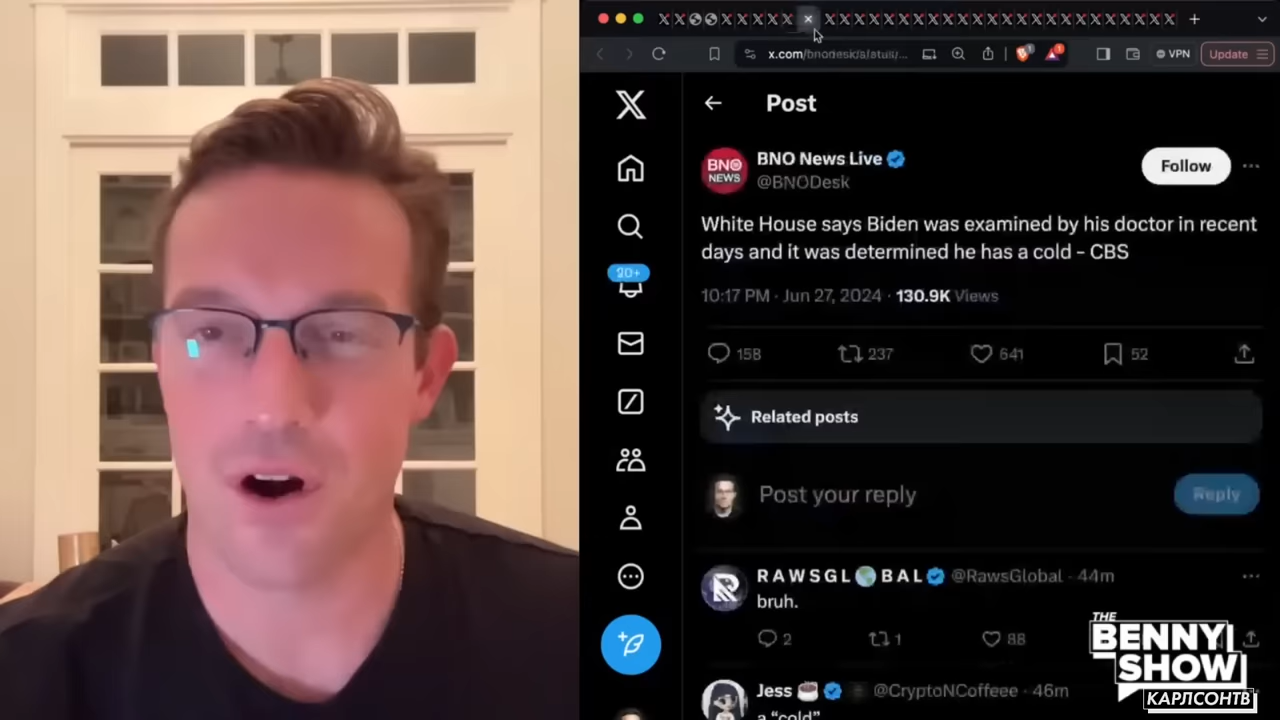 x.com/bnodesk/status/...
VPN
Update
Post
BNO
NEWS
BNO News Live
@BNODesk
Follow
White House says Biden was examined by his doctor in recent
days and it was determined he has a cold - CBS
10:17 PM · Jun 27, 2024 · 130.9K Views
20+
158
237
641
52
Related posts
Post your reply
Reply
R A W S G L 🌍 B A L @RawsGlobal · 44m
bruh.
2
1
88
Jess ☕ @CryptoNCoffeee · 46m
a “cold”
THE
BENNY
SHOW
КАРЛСОНТВ